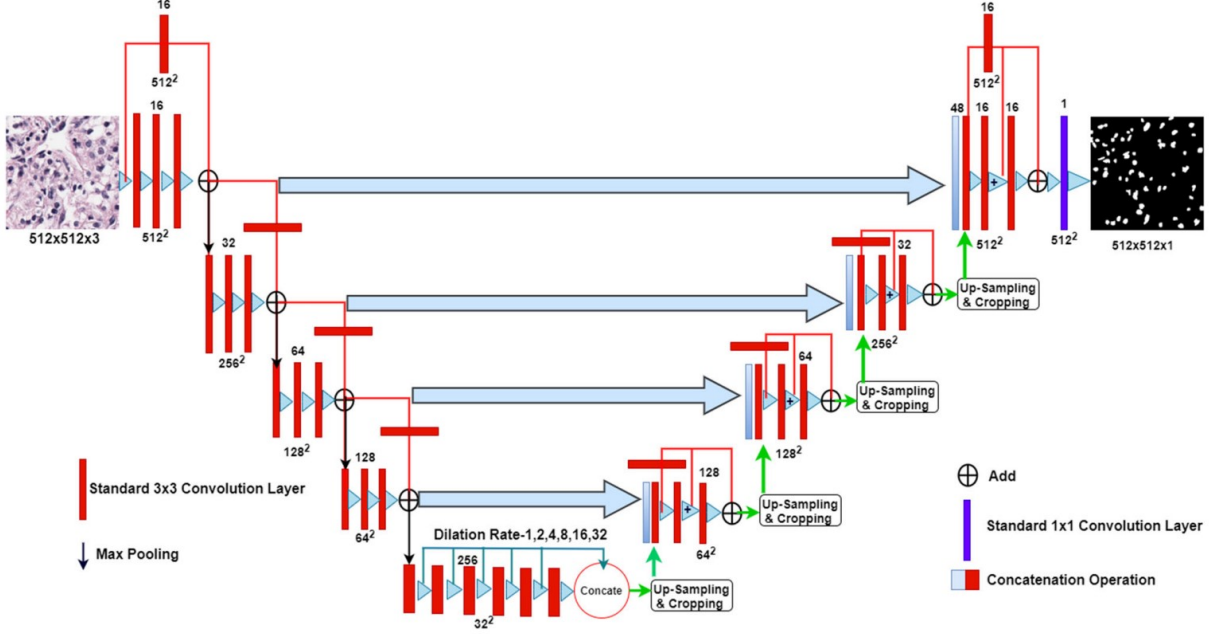 16
512²
16
512²
512x512x3
32
256²
64
128²
128
64²
Dilation Rate-1,2,4,8,16,32
256
32²
Concate
Up-Sampling
& Cropping
128
64²
Up-Sampling
& Cropping
64
128²
Up-Sampling
& Cropping
32
256²
Up-Sampling
& Cropping
16
512²
48
16
16
512²
1
512²
512x512x1
+
+
+
+
Standard 3x3 Convolution Layer
Max Pooling
Add
Standard 1x1 Convolution Layer
Concatenation Operation